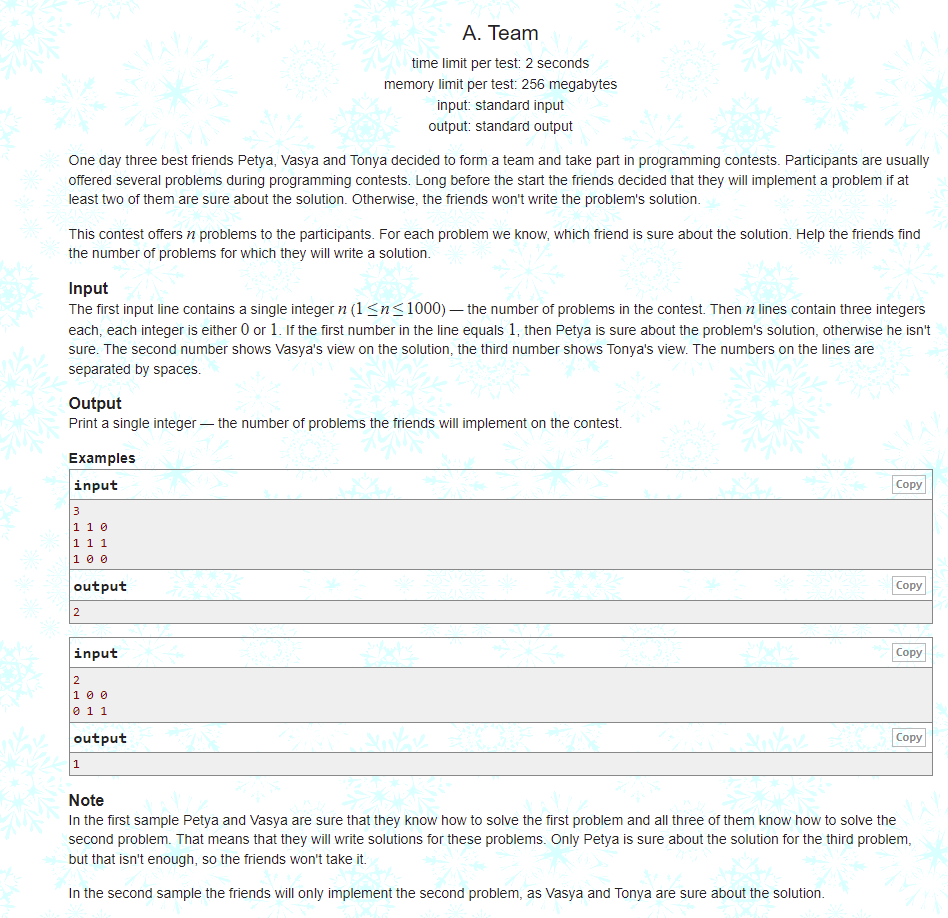 A. Team
time limit per test: 2 seconds
memory limit per test: 256 megabytes
input: standard input
output: standard output
One day three best friends Petya, Vasya and Tonya decided to form a team and take part in programming contests. Participants are usually
offered several problems during programming contests. Long before the start the friends decided that they will implement a problem if at
least two of them are sure about the solution. Otherwise, the friends won't write the problem's solution.
This contest offers n problems to the participants. For each problem we know, which friend is sure about the solution. Help the friends find
the number of problems for which they will write a solution.
Input
The first input line contains a single integer n (1 ≤ n ≤ 1000) — the number of problems in the contest. Then n lines contain three integers
each, each integer is either 0 or 1. If the first number in the line equals 1, then Petya is sure about the problem's solution, otherwise he isn't
sure. The second number shows Vasya's view on the solution, the third number shows Tonya's view. The numbers on the lines are
separated by spaces.
Output
Print a single integer — the number of problems the friends will implement on the contest.
Examples
input Copy
3
1 1 0
1 1 1
1 0 0
output Copy
2
input Copy
2
1 0 0
0 1 1
output Copy
1
Note
In the first sample Petya and Vasya are sure that they know how to solve the first problem and all three of them know how to solve the
second problem. That means that they will write solutions for these problems. Only Petya is sure about the solution for the third problem,
but that isn't enough, so the friends won't take it.
In the second sample the friends will only implement the second problem, as Vasya and Tonya are sure about the solution.